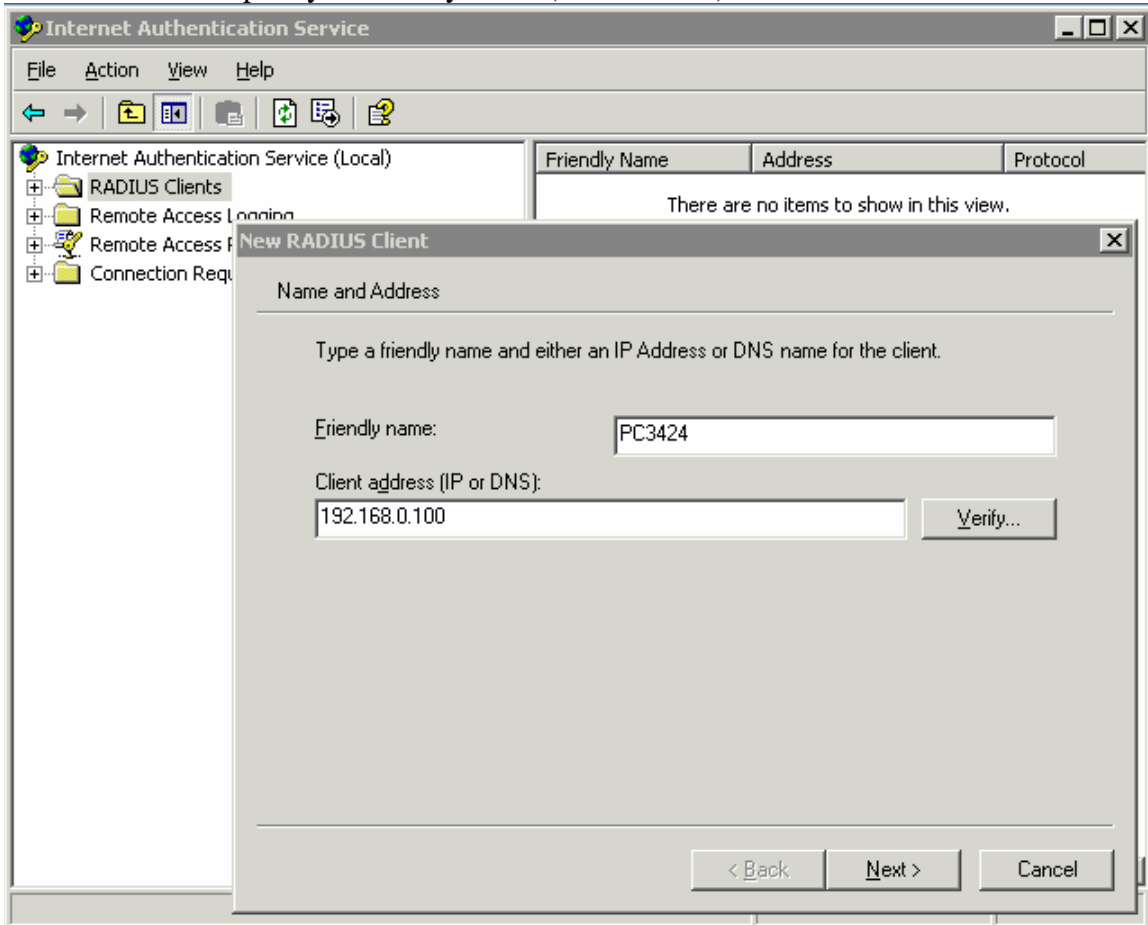 Internet Authentication Service
File Action View Help
Internet Authentication Service (Local)
RADIUS Clients
Remote Access Logging
Remote Access
Connection
Friendly Name Address Protocol
There are no items to show in this view.
New RADIUS Client
Name and Address
Type a friendly name and either an IP Address or DNS name for the client.
Friendly name:
PC3424
Client address (IP or DNS):
192.168.0.100
Verify...
< Back Next > Cancel